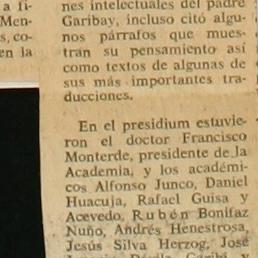 a fi-
Men-
s, co-
en la
nes intelectuales del padre
Garibay, incluso citó algu-
nos párrafos que mues-
tran su pensamiento así
como textos de algunas de
sus más importantes tra-
ducciones.
En el presidium estuvie-
ron el doctor Francisco
Monterde, presidente de la
Academia, y los académi-
cos Alfonso Junco, Daniel
Huacuja, Rafael Guisa y
Acevedo, Rubén Bonifaz
Nuño, Andrés Henestrosa,
Jesús Silva Herzog, José